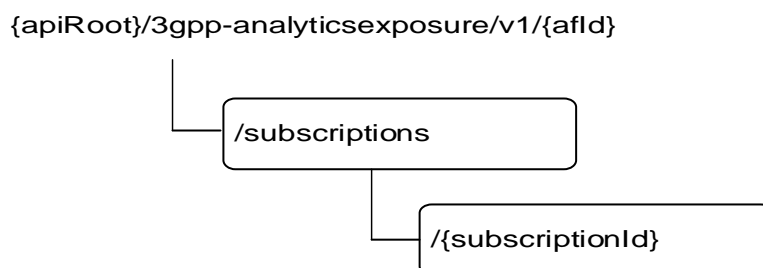 {apiRoot}/3gpp-analyticsexposure/v1/{afId}
/subscriptions
/{subscriptionId}